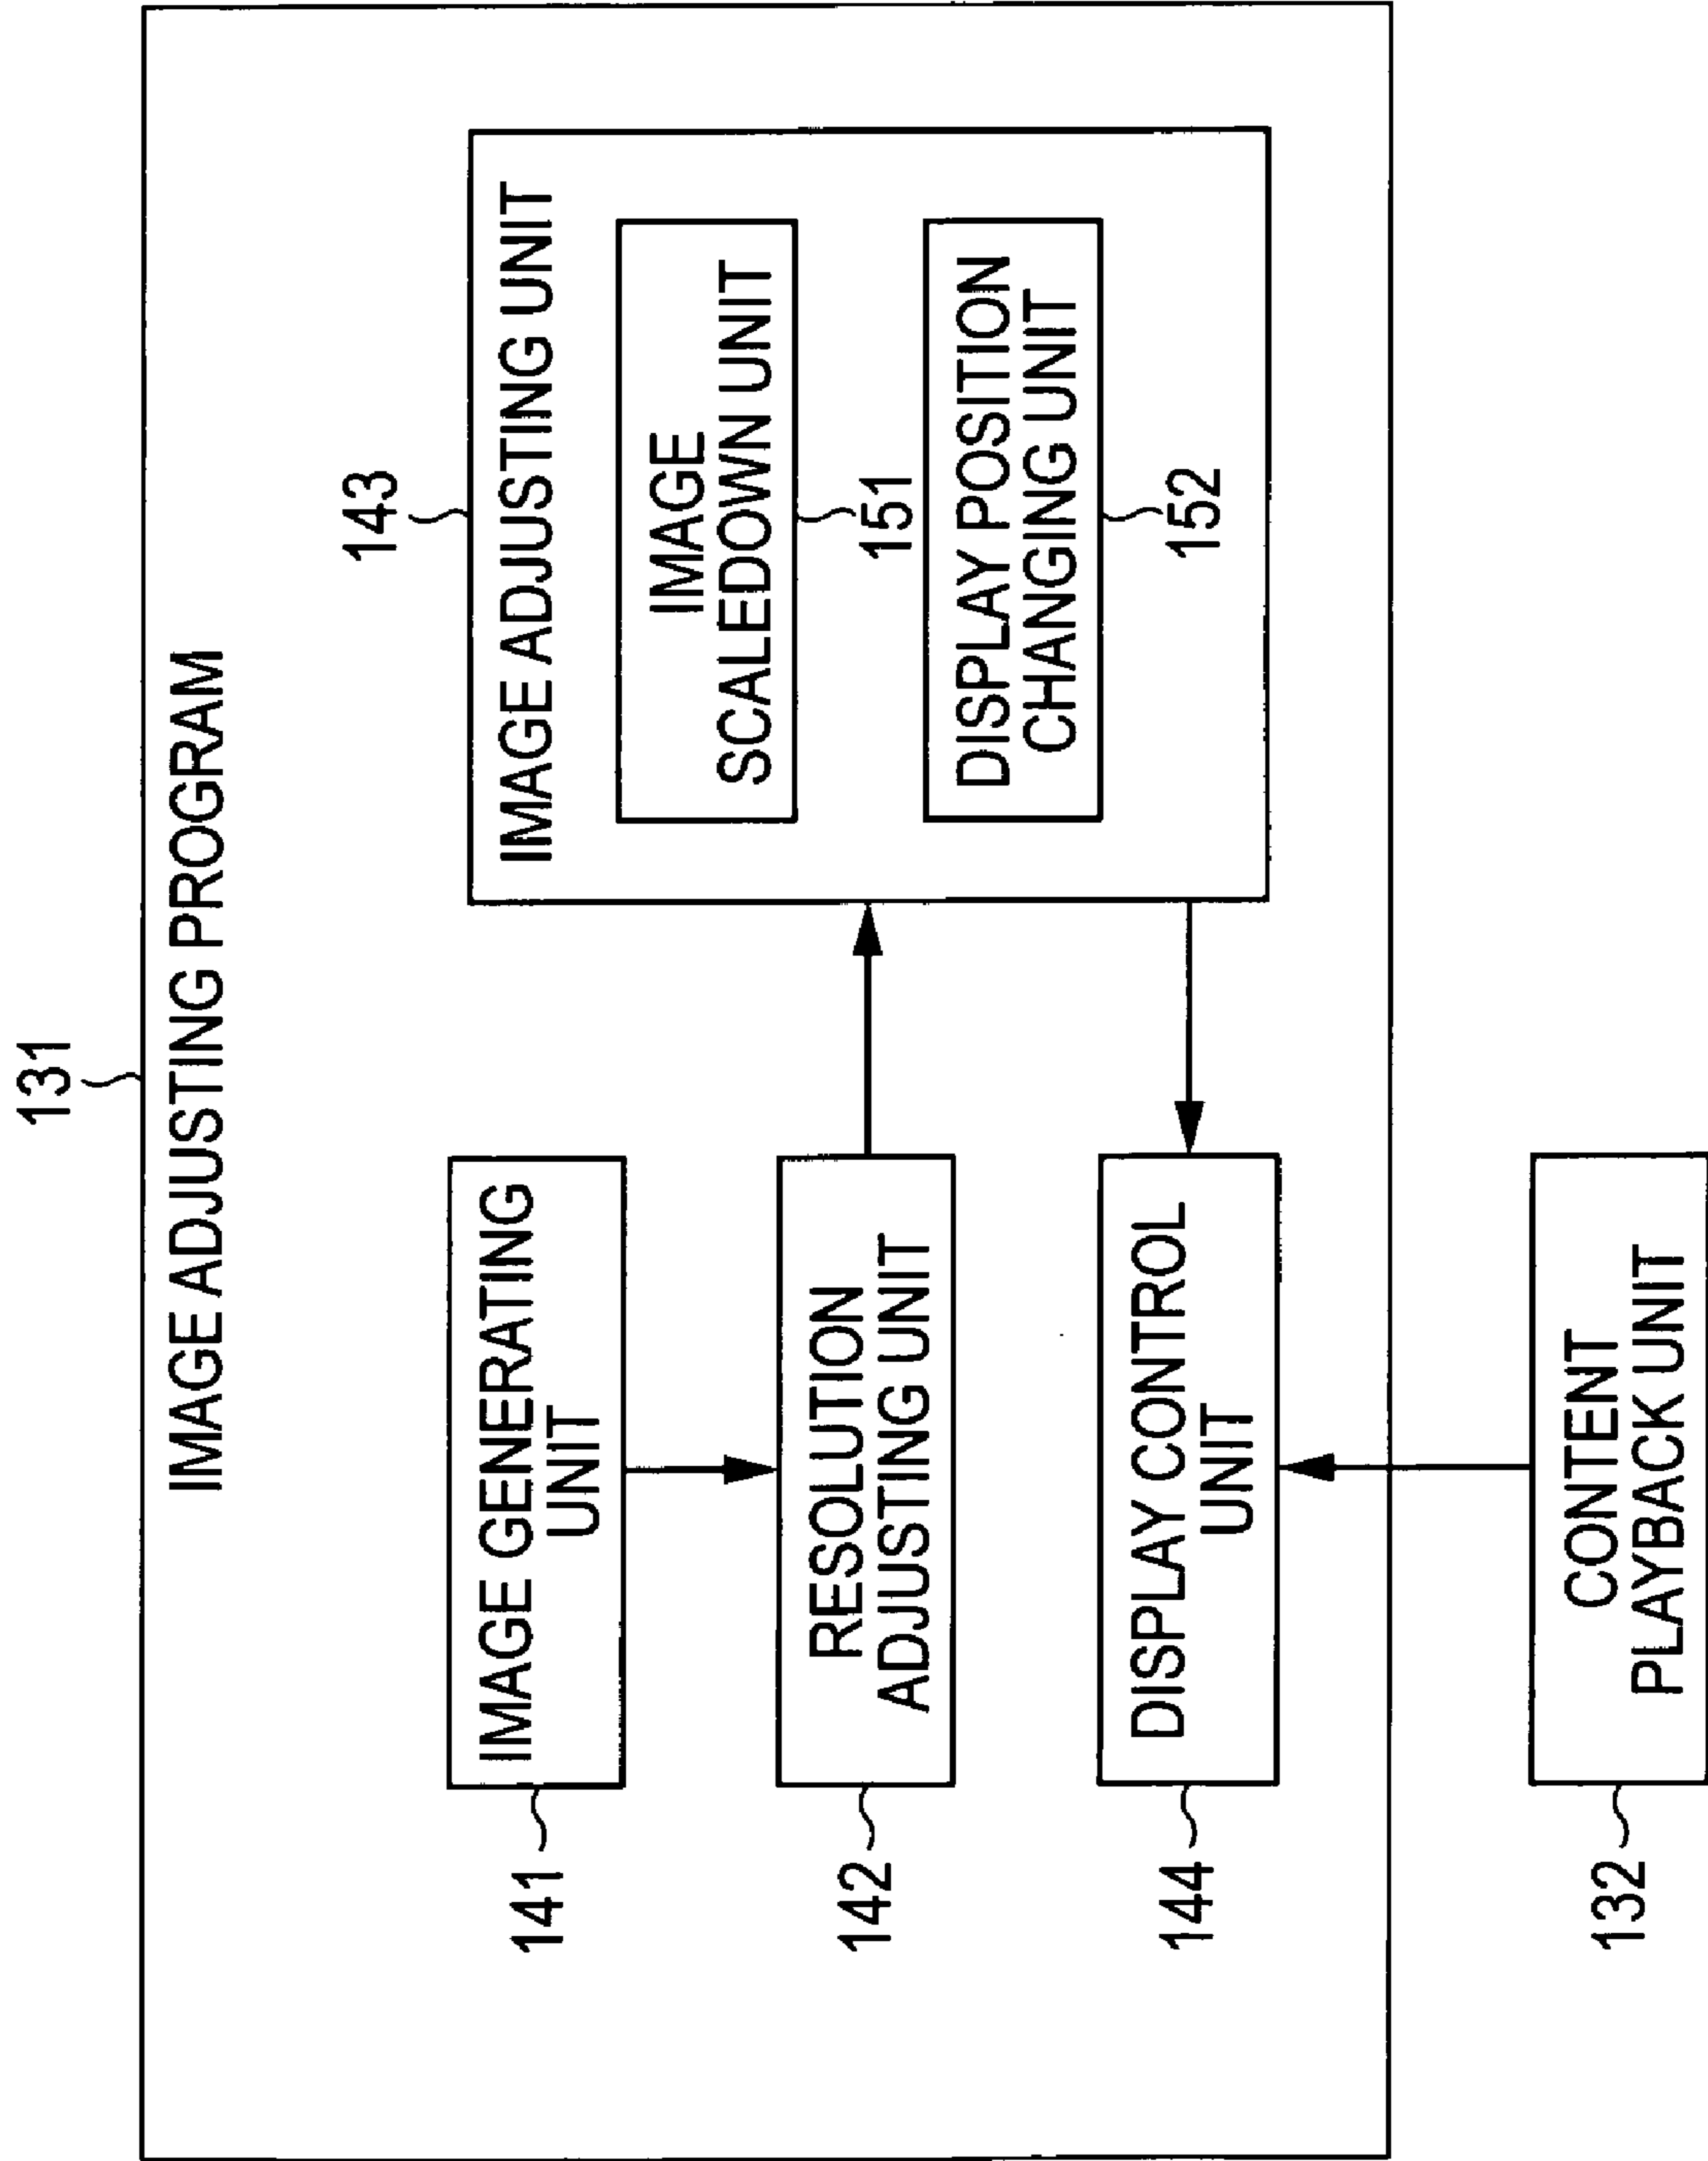 131
IMAGE ADJUSTING PROGRAM
141
IMAGE GENERATING
UNIT
142
RESOLUTION
ADJUSTING UNIT
144
DISPLAY CONTROL
UNIT
143
IMAGE ADJUSTING UNIT
IMAGE
SCALEDOWN UNIT
151
DISPLAY POSITION
CHANGING UNIT
152
132
CONTENT
PLAYBACK UNIT